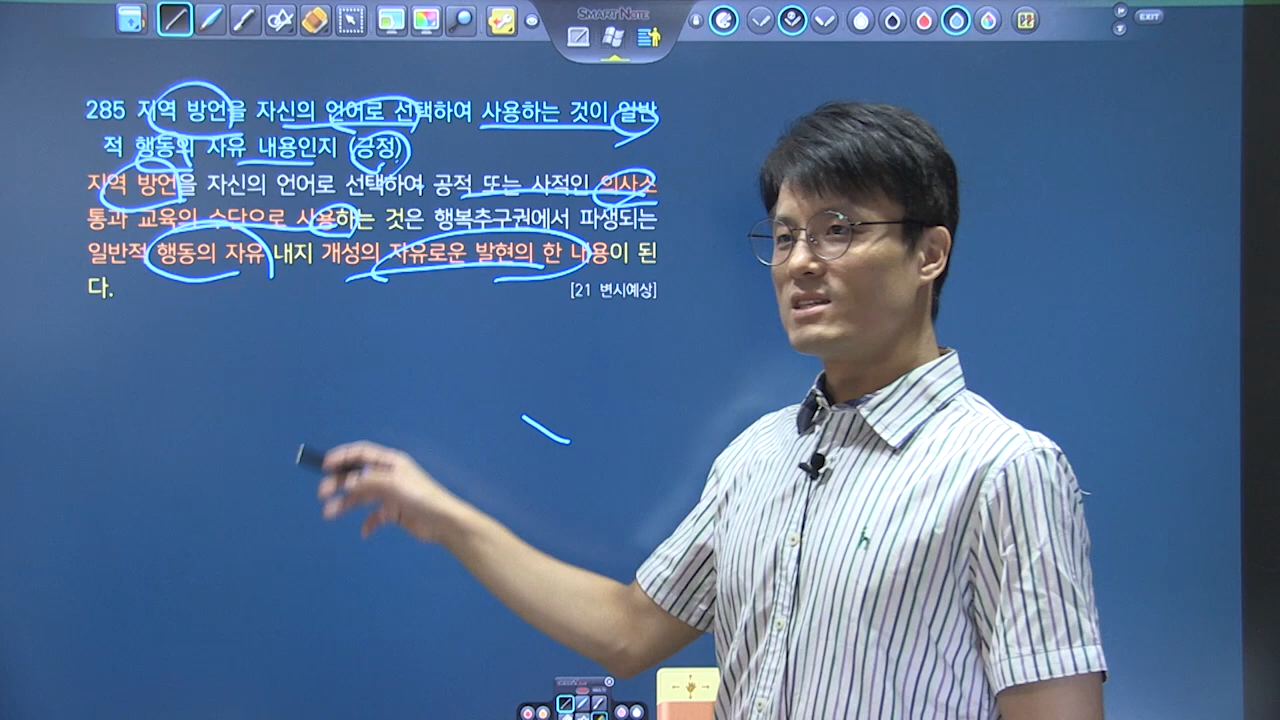 SMART NOTE
EXIT
285 지역 방언을 자신의 언어로 선택하여 사용하는 것이 일반
적 행동의 자유 내용인지 (긍정)
지역 방언을 자신의 언어로 선택하여 공적 또는 사적인 의사소
통과 교육의 수단으로 사용하는 것은 행복추구권에서 파생되는
일반적 행동의 자유 내지 개성의 자유로운 발현의 한 내용이 된
다.
[21 변시예상]